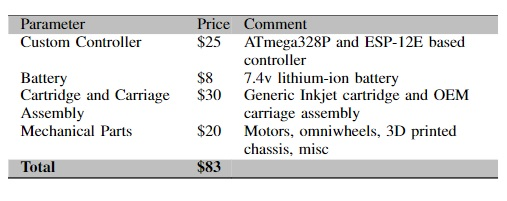 Parameter Price Comment
Custom Controller $25 ATmega328P and ESP-12E based
controller
Battery $8 7.4v lithium-ion battery
Cartridge and Carriage $30 Generic Inkjet cartridge and OEM
Assembly carriage assembly
Mechanical Parts $20 Motors, omniwheels, 3D printed
chassis, misc
Total $83